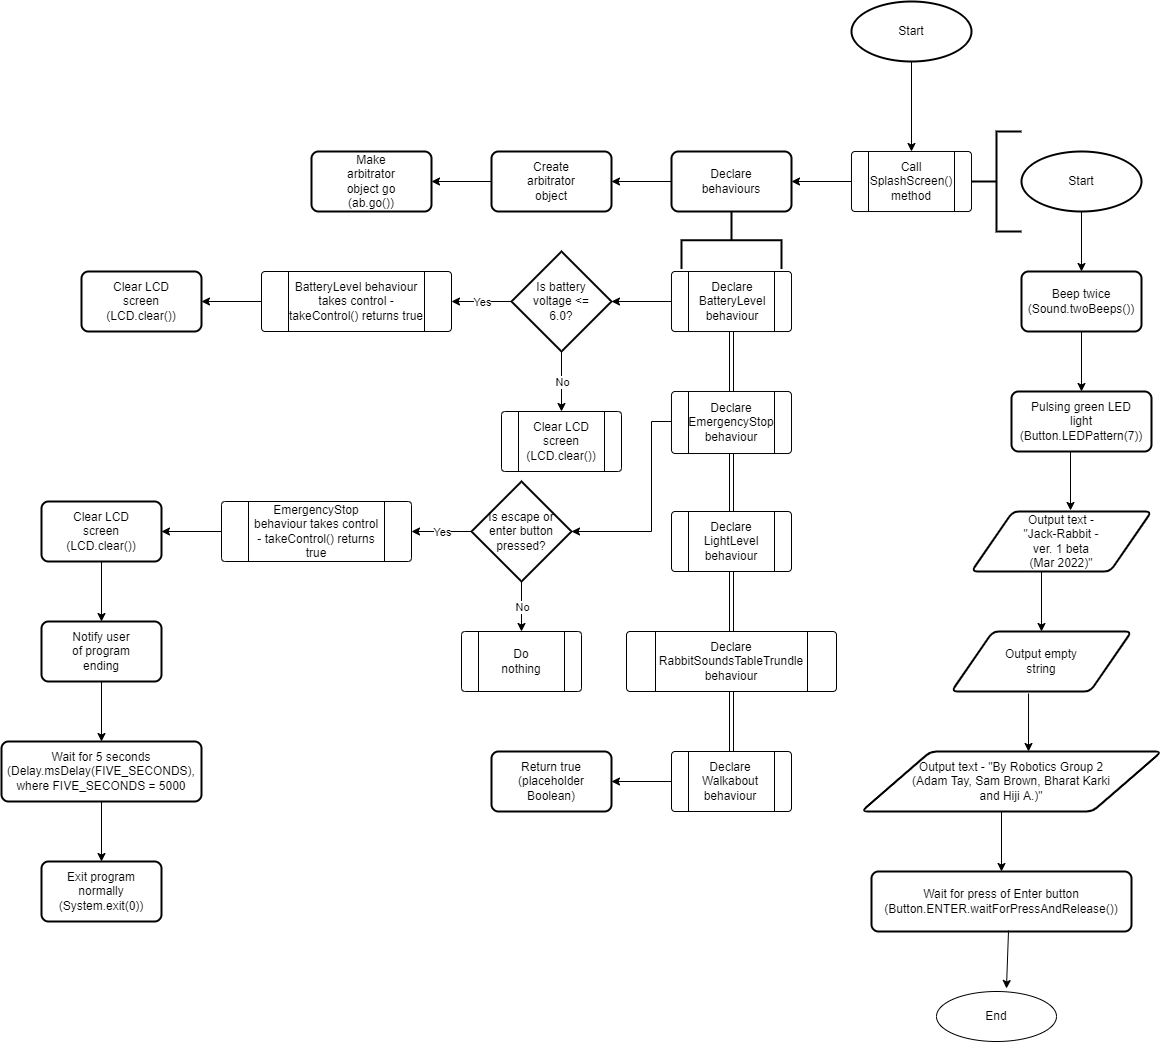 Start
Call
SplashScreen()
method
Declare
behaviours
Create
arbitrator
object
Make
arbitrator
object go
(ab.go())
Start
Beep twice
(Sound.twoBeeps())
Pulsing green LED
light
(Button.LEDPattern(7))
Output text -
"Jack-Rabbit -
ver. 1 beta
(Mar 2022)"
Output empty
string
Output text - "By Robotics Group 2
(Adam Tay, Sam Brown, Bharat Karki
and Hiji A.)"
Wait for press of Enter button
(Button.ENTER.waitForPressAndRelease())
End
Declare
BatteryLevel
behaviour
Is battery
voltage <=
6.0?
Yes
BatteryLevel behaviour
takes control -
takeControl() returns true
Clear LCD
screen
(LCD.clear())
No
Clear LCD
screen
(LCD.clear())
Declare
EmergencyStop
behaviour
Is escape or
enter button
pressed?
Yes
EmergencyStop
behaviour takes control
- takeControl() returns
true
Clear LCD
screen
(LCD.clear())
Notify user
of program
ending
Wait for 5 seconds
(Delay.msDelay(FIVE_SECONDS),
where FIVE_SECONDS = 5000
Exit program
normally
(System.exit(0))
No
Do
nothing
Declare
LightLevel
behaviour
Declare
RabbitSoundsTableTrundle
behaviour
Declare
Walkabout
behaviour
Return true
(placeholder
Boolean)